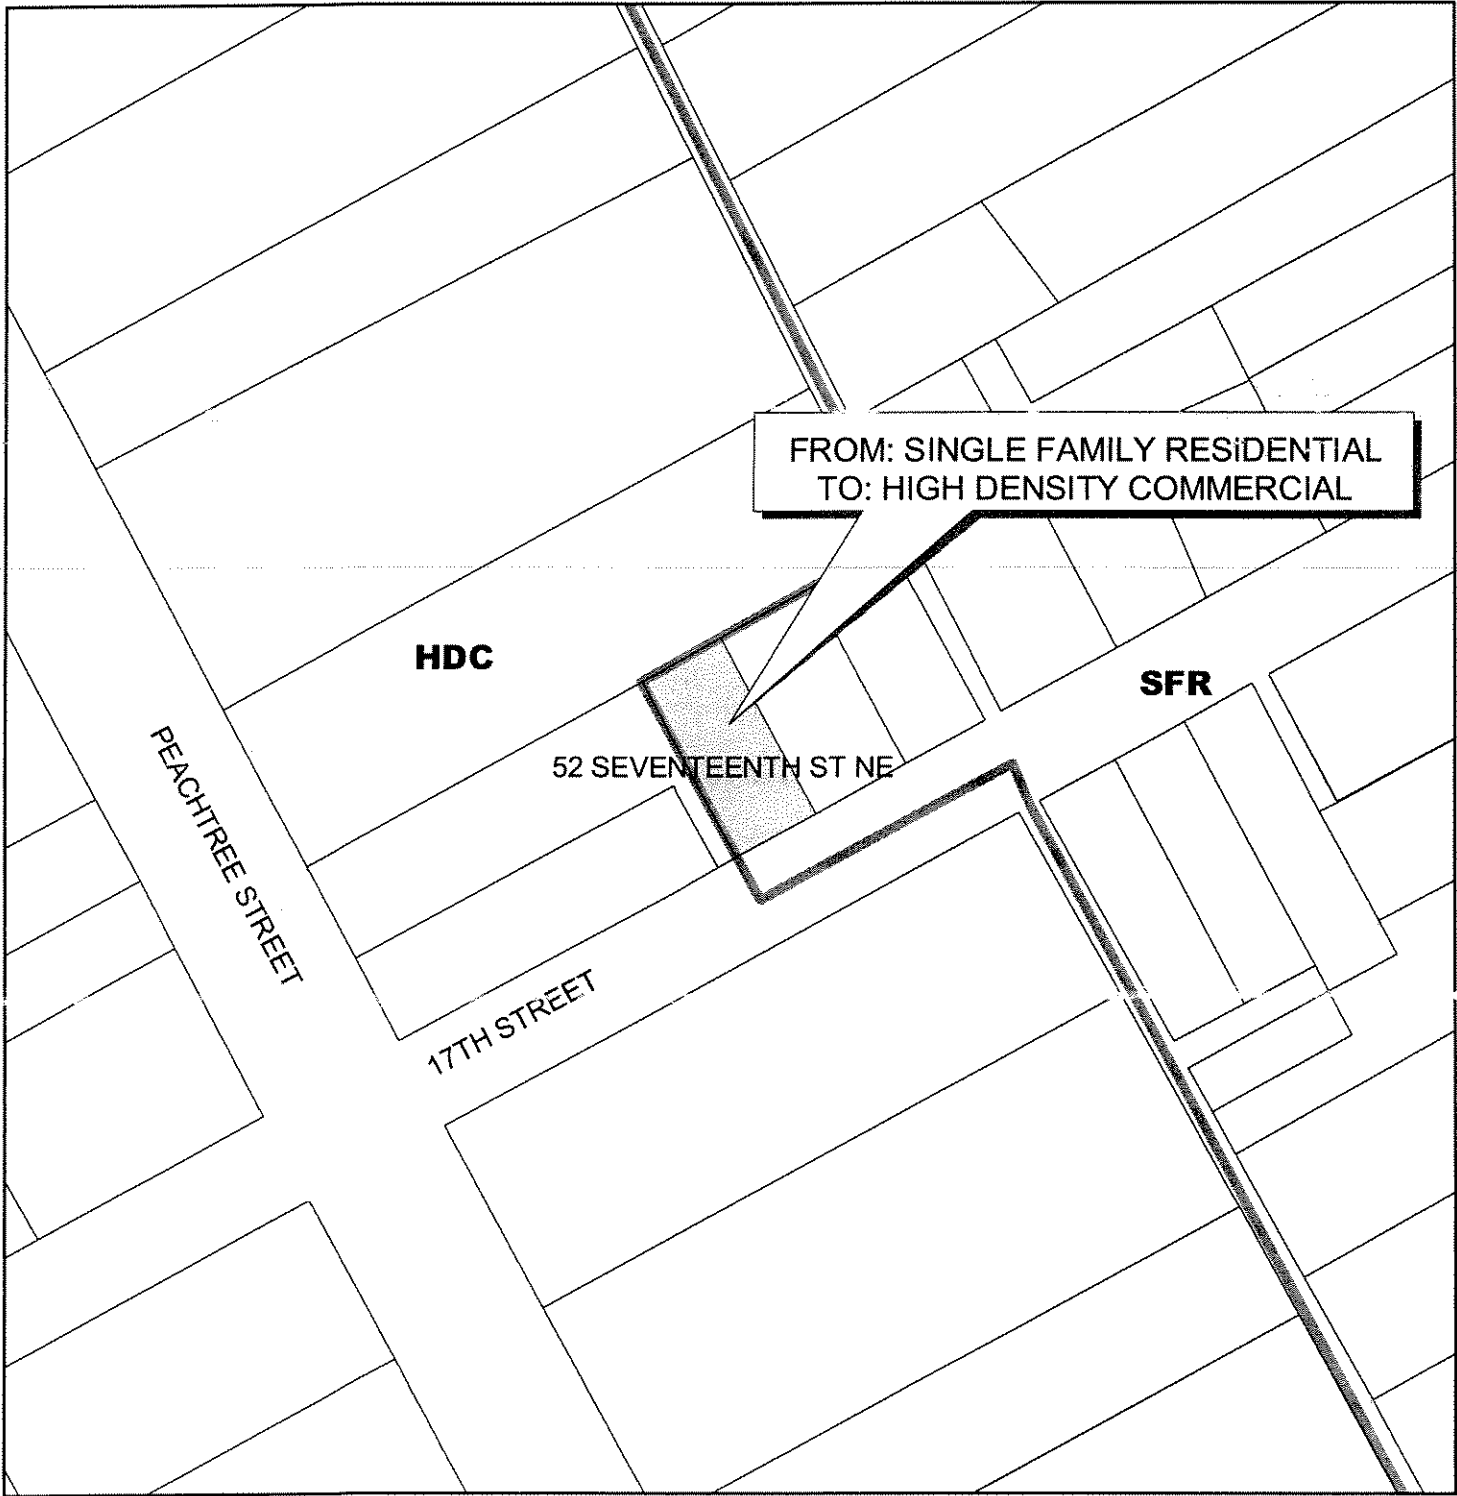 FROM: SINGLE FAMILY RESIDENTIAL
TO: HIGH DENSITY COMMERCIAL
HDC
SFR
52 SEVENTEENTH ST NE
PEACHTREE STREET
17TH STREET